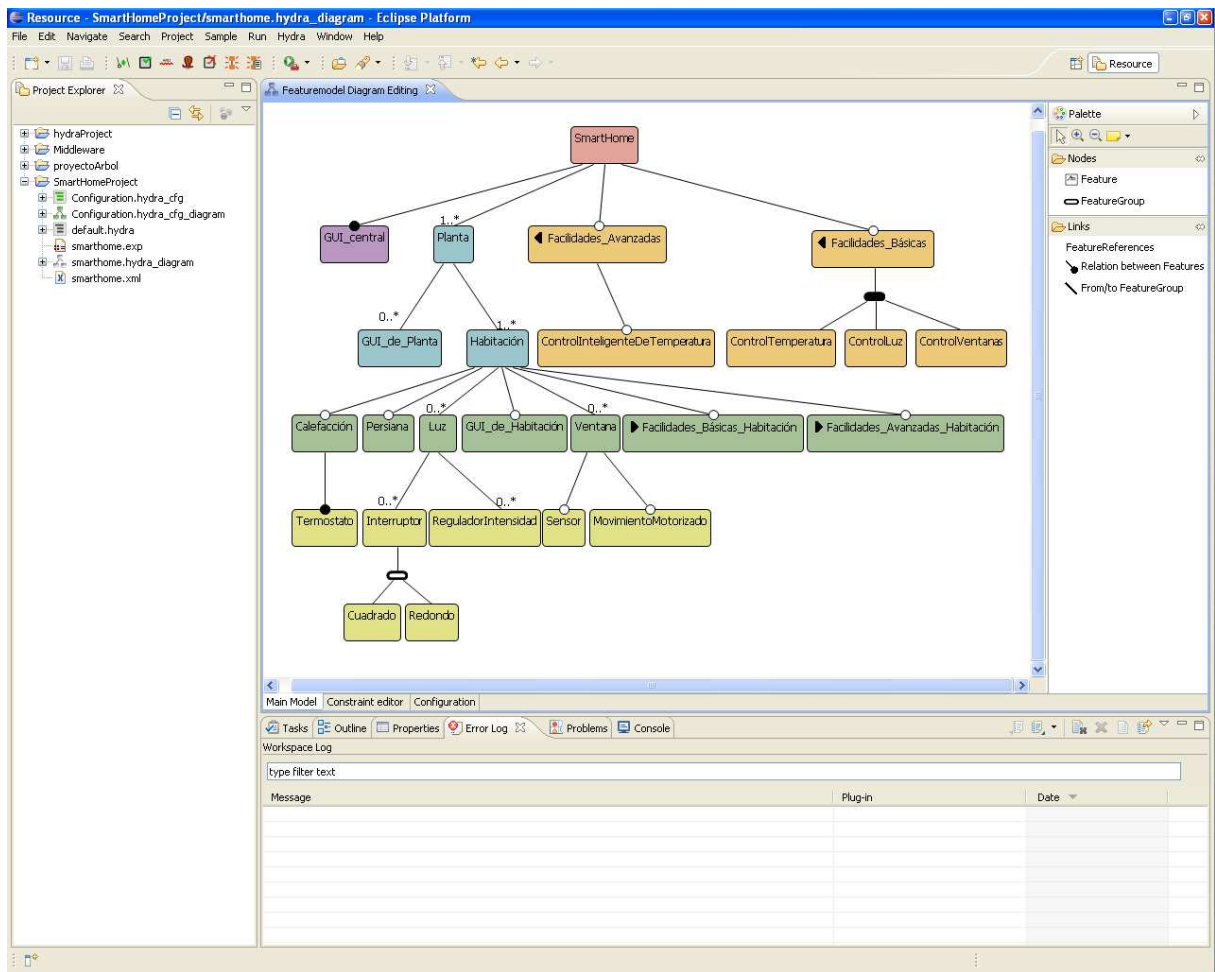 Resource - SmartHomeProject/smarthome.hydra_diagram - Eclipse Platform
File Edit Navigate Search Project Sample Run Hydra Window Help
Resource
Project Explorer
hydraProject
Middleware
proyectoArbol
SmartHomeProject
Configuration.hydra_cfg
Configuration.hydra_cfg_diagram
default.hydra
smarthome.exp
smarthome.hydra_diagram
smarthome.xml
Featuremodel Diagram Editing
SmartHome
1..*
GUI_central Planta Facilidades_Avanzadas Facilidades_Básicas
0..* 1..*
GUI_de_Planta Habitación ControlInteligenteDeTemperatura ControlTemperatura ControlLuz ControlVentanas
0..* 0..*
Calefacción Persiana Luz GUI_de_Habitación Ventana Facilidades_Básicas_Habitación Facilidades_Avanzadas_Habitación
0..* 0..*
Termostato Interruptor ReguladorIntensidad Sensor MovimientoMotorizado
Cuadrado Redondo
Palette
Nodes
Feature
FeatureGroup
Links
FeatureReferences
Relation between Features
From/to FeatureGroup
Main Model Constraint editor Configuration
Tasks Outline Properties Error Log Problems Console
Workspace Log
type filter text
Message Plug-in Date